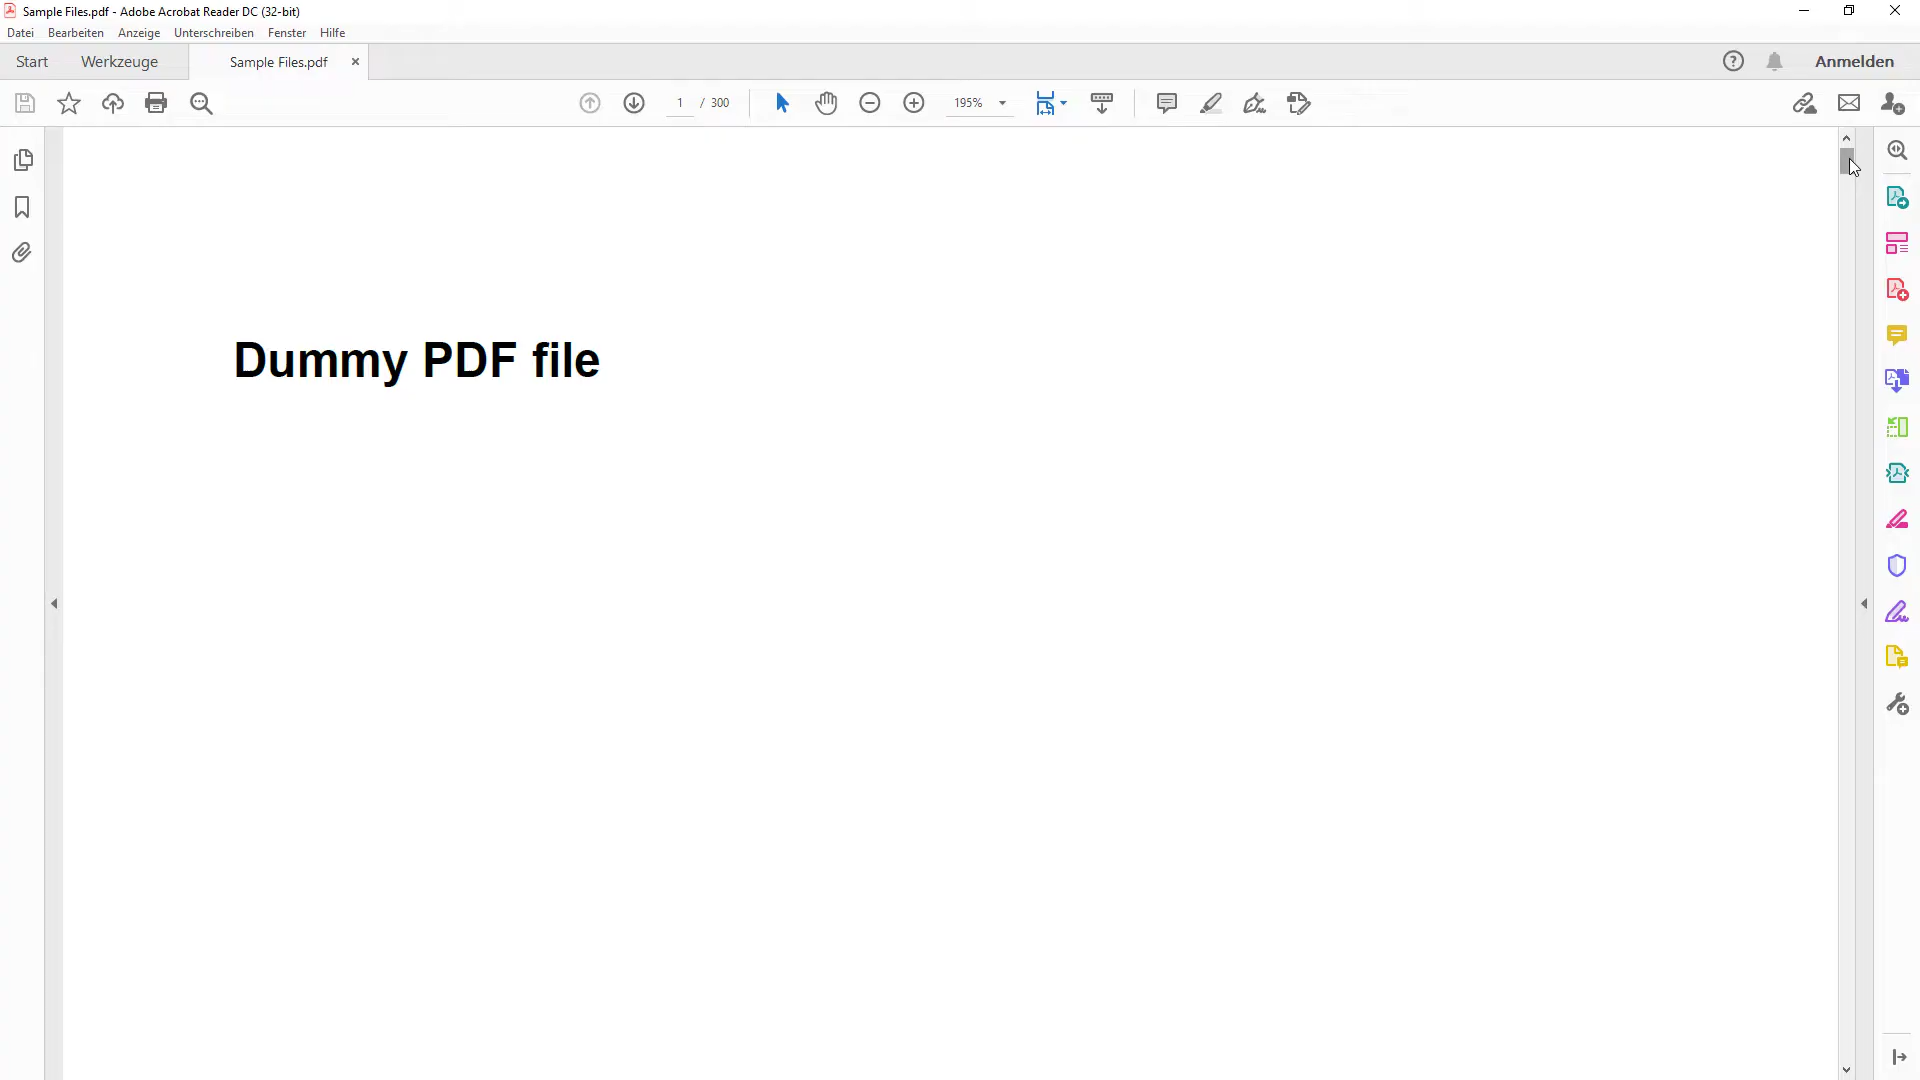 Sample Files.pdf - Adobe Acrobat Reader DC (32-bit)
Datei Bearbeiten Anzeige Unterschreiben Fenster Hilfe
Start Werkzeuge Sample Files.pdf Anmelden
1 / 300 195%
Dummy PDF file